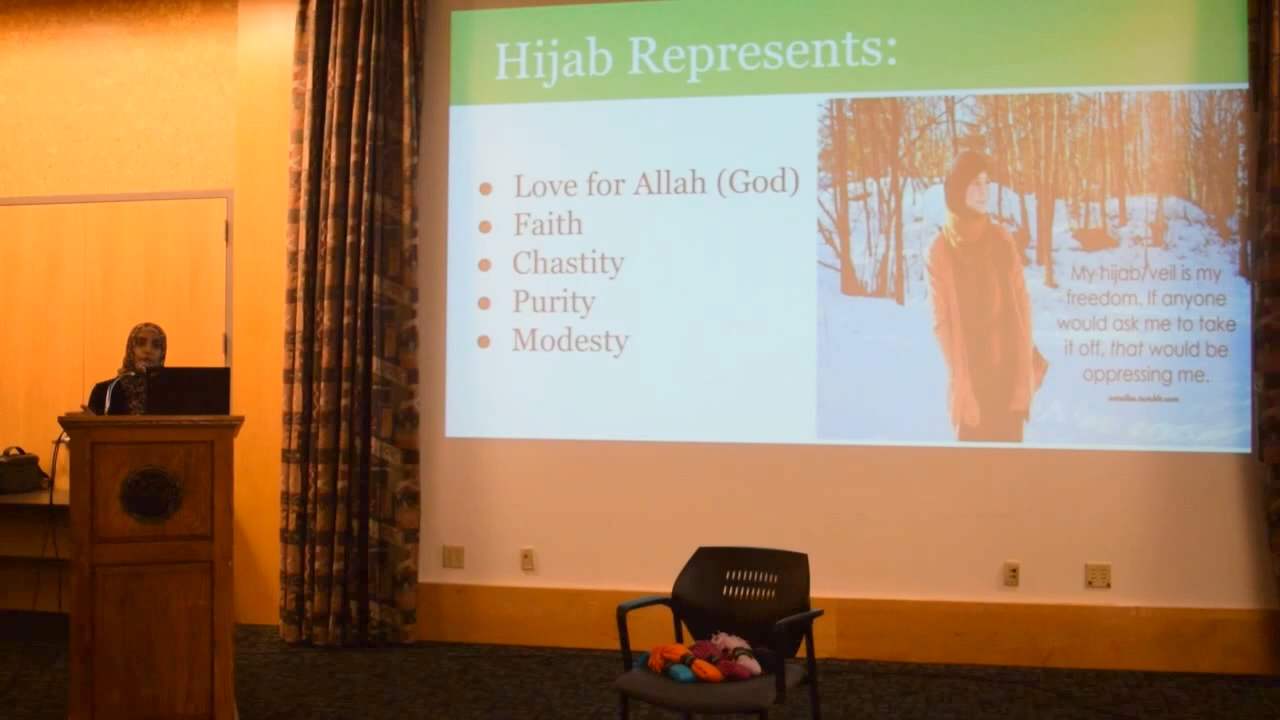 Hijab Represents:
● Love for Allah (God)
● Faith
● Chastity
● Purity
● Modesty
My hijab/veil is my
freedom. If anyone
would ask me to take
it off, that would be
oppressing me.